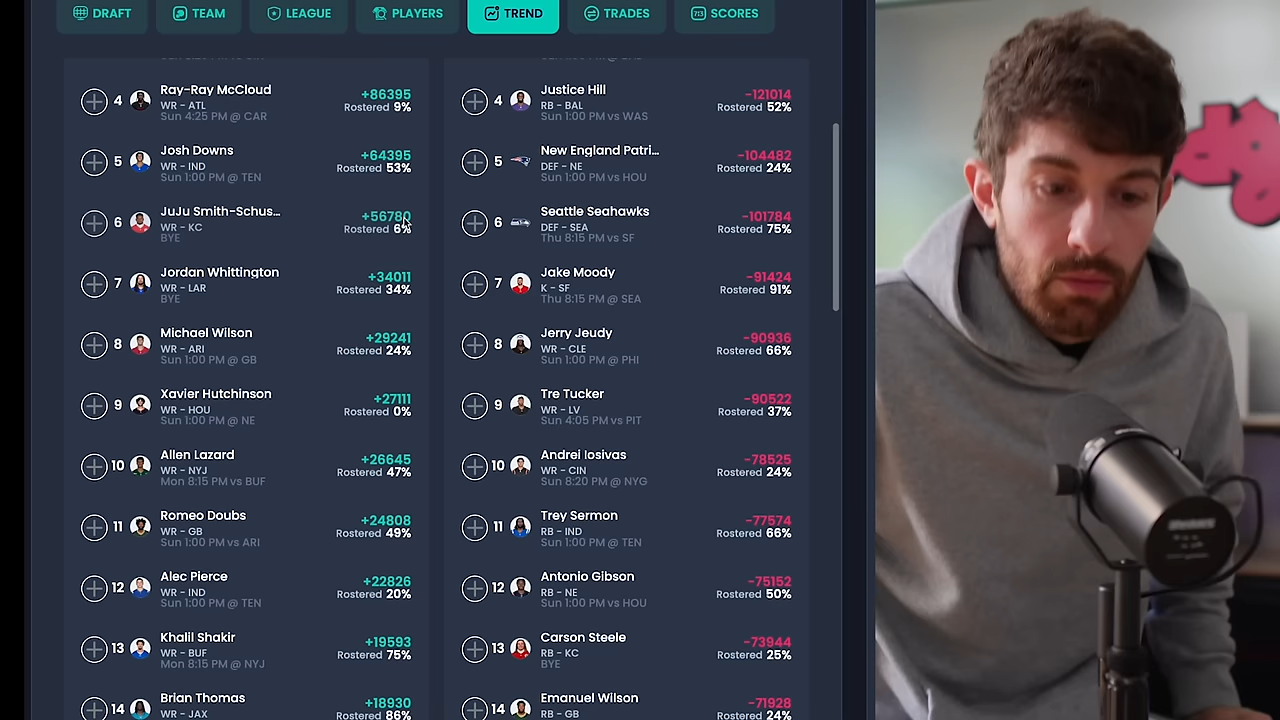 DRAFT
TEAM
LEAGUE
PLAYERS
TREND
TRADES
SCORES
4 Ray-Ray McCloud +86395
WR - ATL Rostered 9%
Sun 4:25 PM @ CAR
5 Josh Downs +64395
WR - IND Rostered 53%
Sun 1:00 PM @ TEN
6 JuJu Smith-Schus... +56780
WR - KC Rostered 6%
BYE
7 Jordan Whittington +34011
WR - LAR Rostered 34%
BYE
8 Michael Wilson +29241
WR - ARI Rostered 24%
Sun 1:00 PM @ GB
9 Xavier Hutchinson +27111
WR - HOU Rostered 0%
Sun 1:00 PM @ NE
10 Allen Lazard +26645
WR - NYJ Rostered 47%
Mon 8:15 PM vs BUF
11 Romeo Doubs +24808
WR - GB Rostered 49%
Sun 1:00 PM vs ARI
12 Alec Pierce +22826
WR - IND Rostered 20%
Sun 1:00 PM @ TEN
13 Khalil Shakir +19593
WR - BUF Rostered 75%
Mon 8:15 PM @ NYJ
14 Brian Thomas +18930
WR - JAX Rostered 86%
4 Justice Hill -121014
RB - BAL Rostered 52%
Sun 1:00 PM vs WAS
5 New England Patri... -104482
DEF - NE Rostered 24%
Sun 1:00 PM vs HOU
6 Seattle Seahawks -101784
DEF - SEA Rostered 75%
Thu 8:15 PM vs SF
7 Jake Moody -91424
K - SF Rostered 91%
Thu 8:15 PM @ SEA
8 Jerry Jeudy -90936
WR - CLE Rostered 66%
Sun 1:00 PM @ PHI
9 Tre Tucker -90522
WR - LV Rostered 37%
Sun 4:05 PM vs PIT
10 Andrei Iosivas -78525
WR - CIN Rostered 24%
Sun 8:20 PM @ NYG
11 Trey Sermon -77574
RB - IND Rostered 66%
Sun 1:00 PM @ TEN
12 Antonio Gibson -75152
RB - NE Rostered 50%
Sun 1:00 PM vs HOU
13 Carson Steele -73944
RB - KC Rostered 25%
BYE
14 Emanuel Wilson -71928
RB - GB Rostered 24%